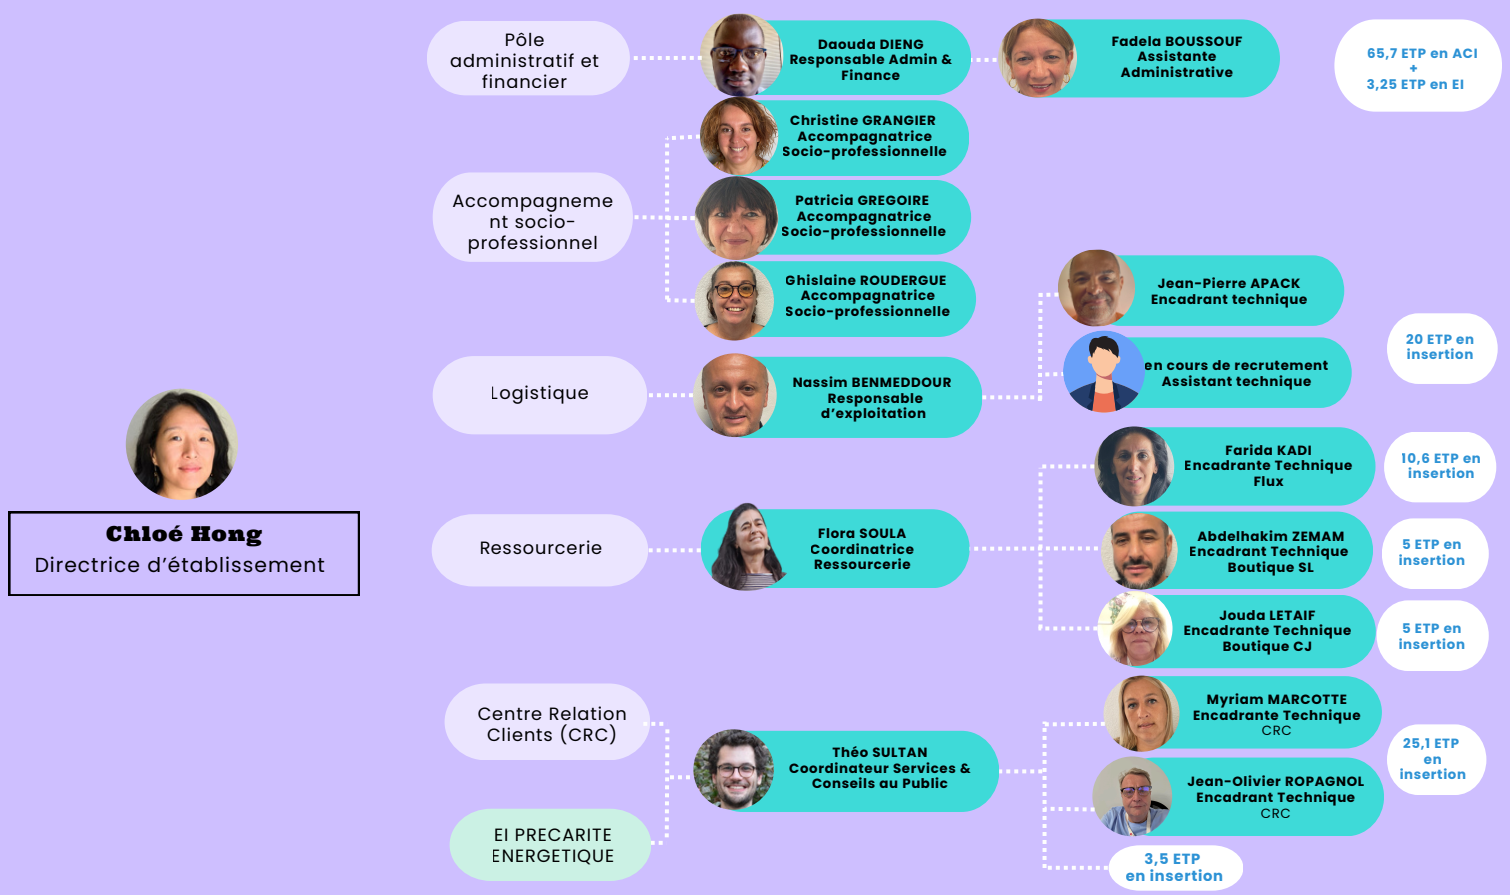 Pôle
administratif et
financier
Daouda DIENG
Responsable Admin &
Finance
Fadela BOUSSOUF
Assistante
Administrative
65,7 ETP en ACI
+
3,25 ETP en EI
Christine GRANGIER
Accompagnatrice
Socio-professionnelle
Accompagneme
nt socio-
professionnel
Patricia GREGOIRE
Accompagnatrice
Socio-professionnelle
Ghislaine ROUDERGUE
Accompagnatrice
Socio-professionnelle
Jean-Pierre APACK
Encadrant technique
20 ETP en
insertion
en cours de recrutement
Assistant technique
Logistique
Nassim BENMEDDOUR
Responsable
d'exploitation
Chloé Hong
Directrice d'établissement
Ressourcerie
Flora SOULA
Coordinatrice
Ressourcerie
Farida KADI
Encadrante Technique
Flux
10,6 ETP en
insertion
Abdelhakim ZEMAM
Encadrant Technique
Boutique SL
5 ETP en
insertion
Jouda LETAIF
Encadrante Technique
Boutique CJ
5 ETP en
insertion
Centre Relation
Clients (CRC)
EI PRECARITE
ENERGETIQUE
Théo SULTAN
Coordinateur Services &
Conseils au Public
Myriam MARCOTTE
Encadrante Technique
CRC
Jean-Olivier ROPAGNOL
Encadrant Technique
CRC
25,1 ETP
en
insertion
3,5 ETP
en insertion